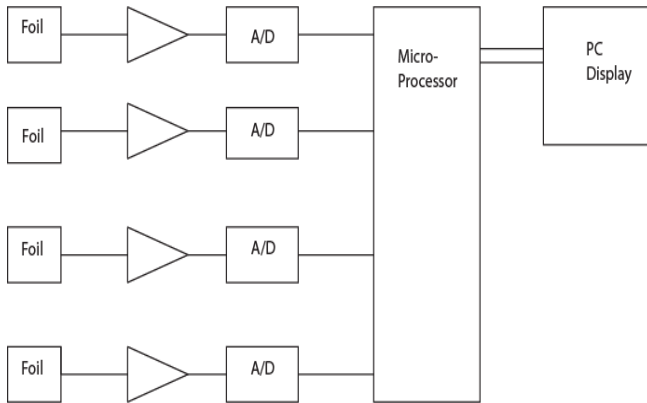 Foil
A/D
Micro-
Processor
PC
Display
Foil
A/D
Foil
A/D
Foil
A/D